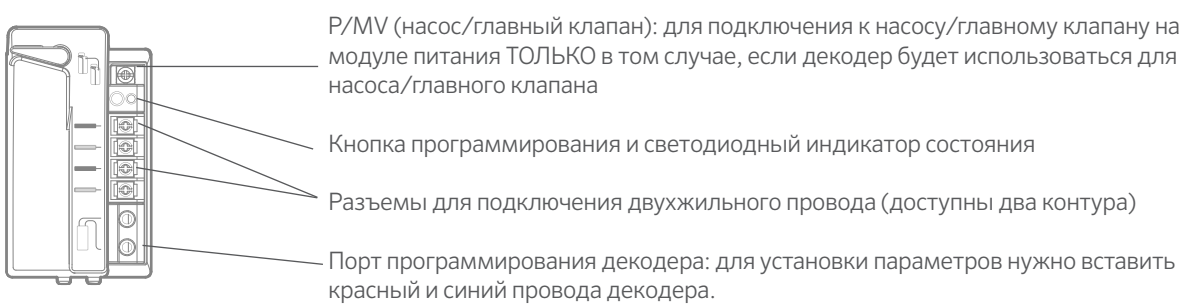 P/MV (насос/главный клапан): для подключения к насосу/главному клапану на
модуле питания ТОЛЬКО в том случае, если декодер будет использоваться для
насоса/главного клапана
Кнопка программирования и светодиодный индикатор состояния
Разъемы для подключения двухжильного провода (доступны два контура)
Порт программирования декодера: для установки параметров нужно вставить
красный и синий провода декодера.